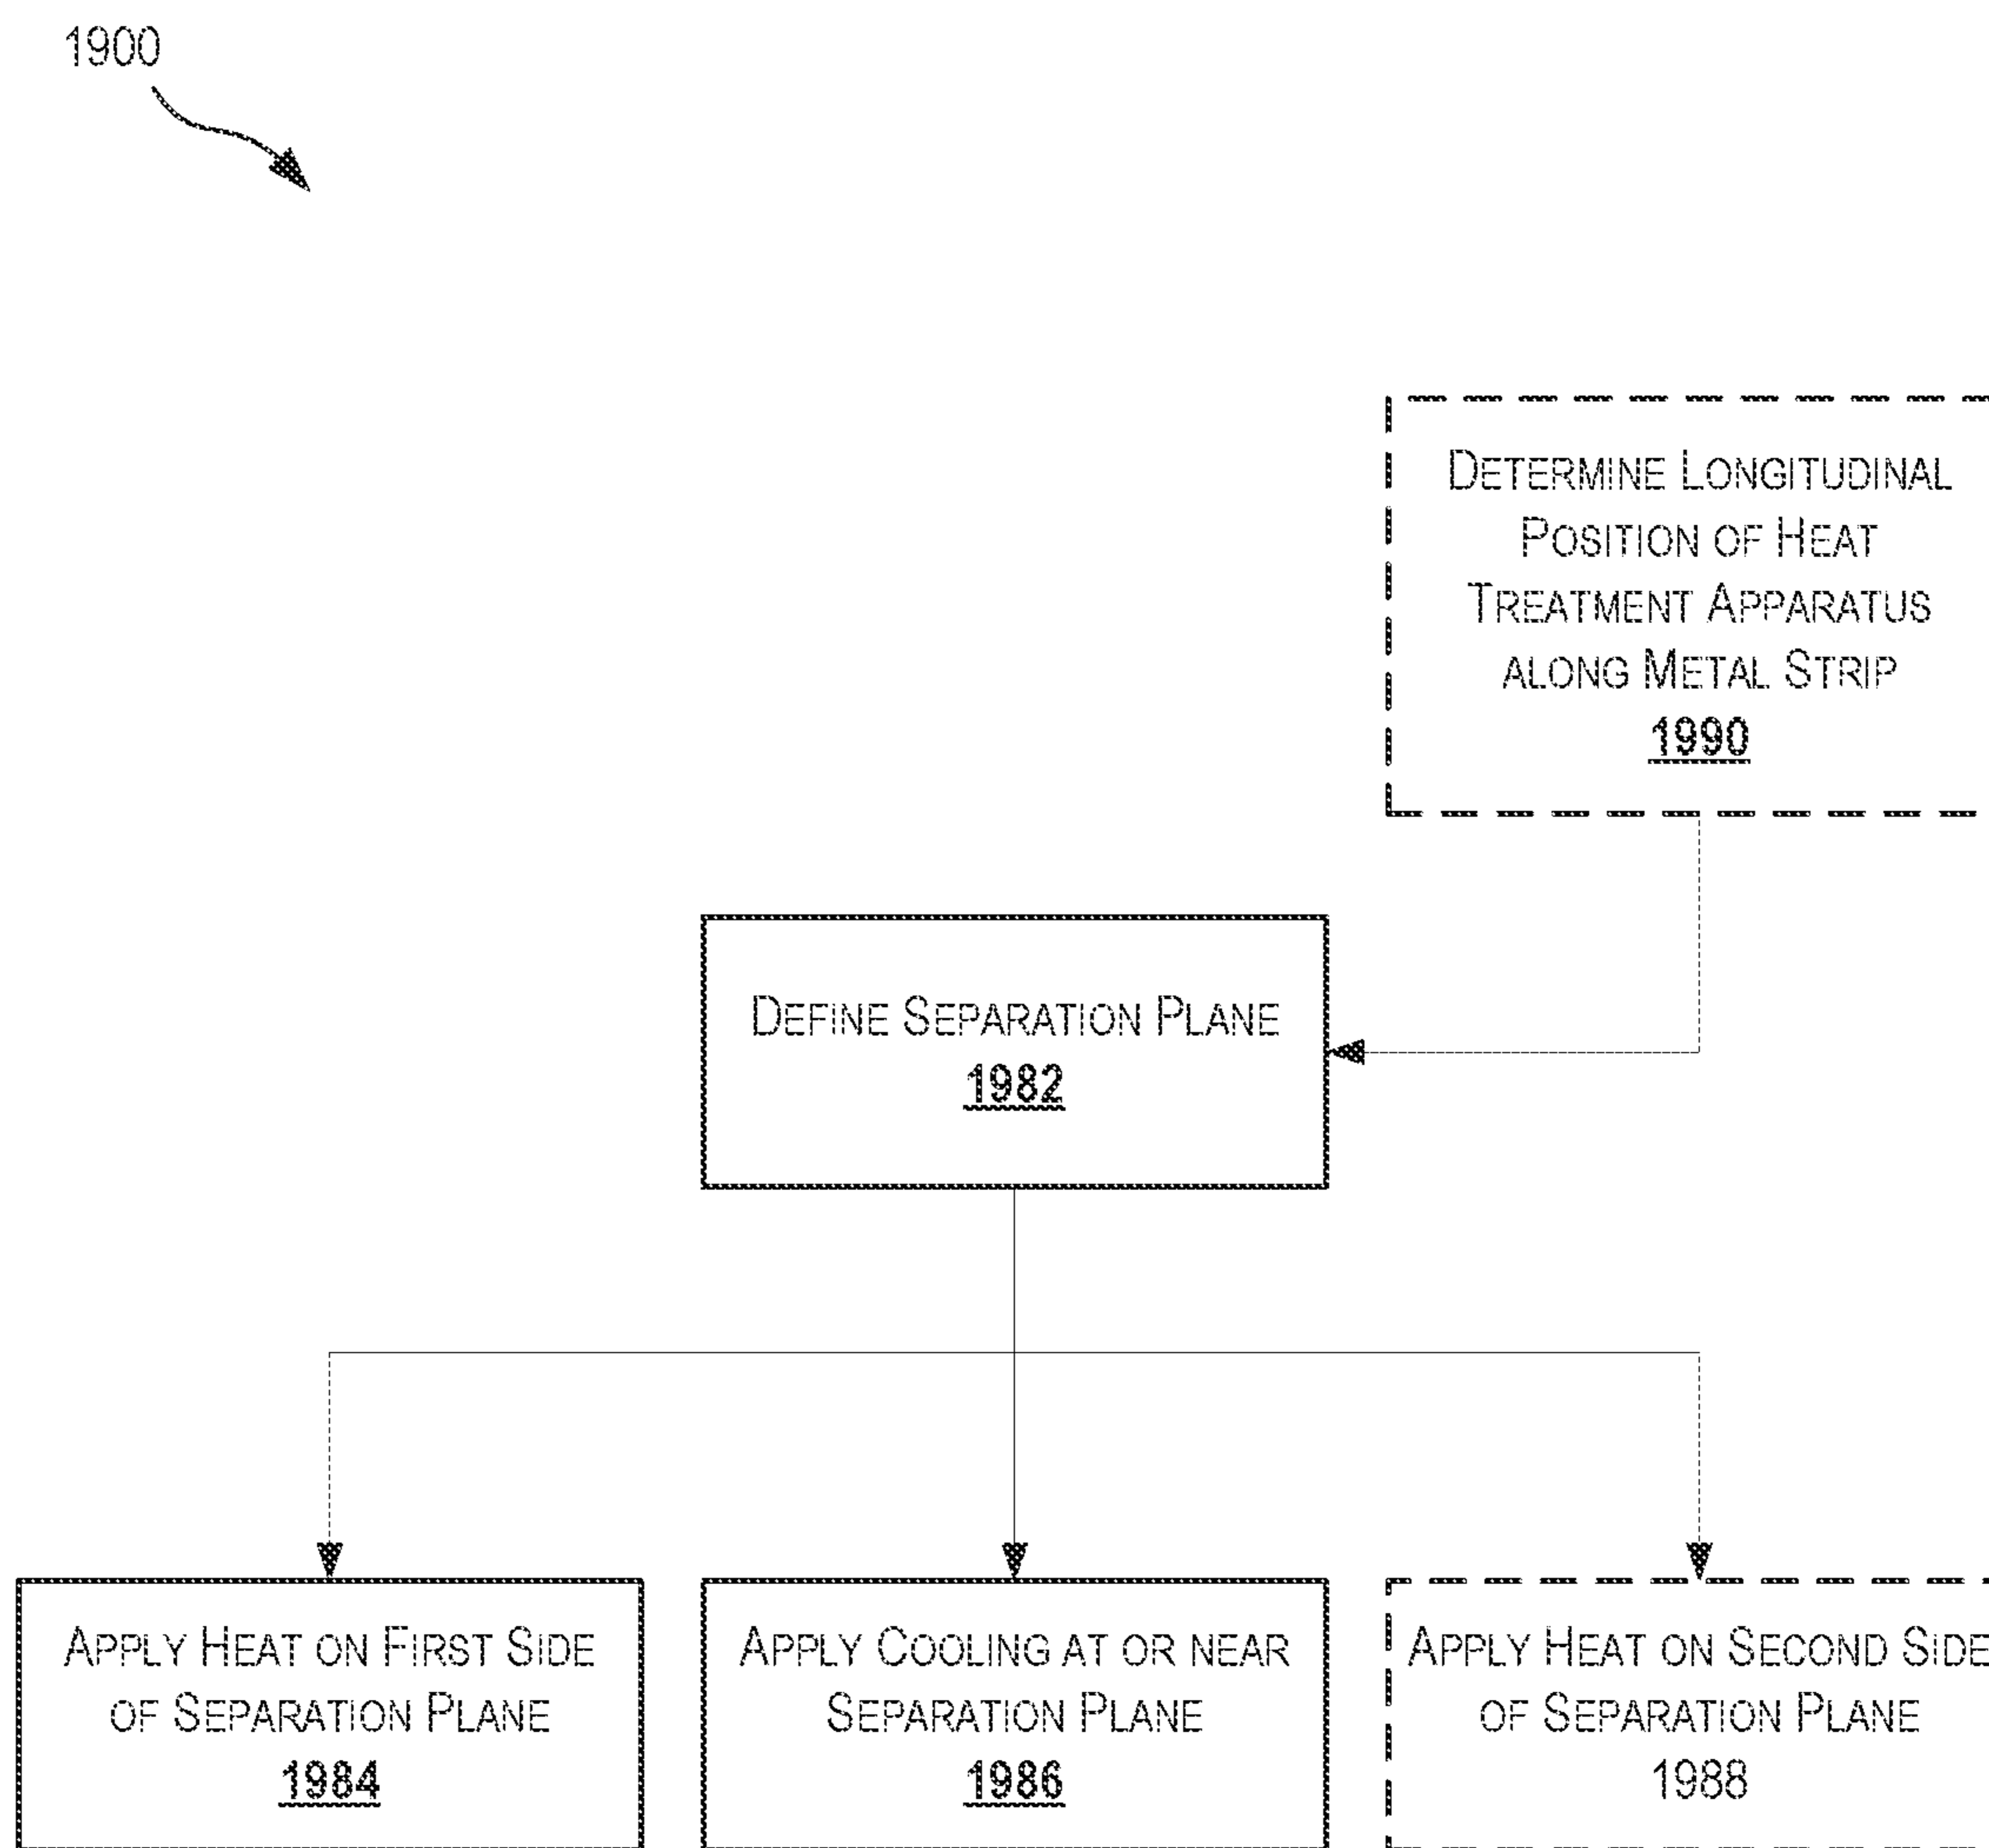 1900
DETERMINE LONGITUDINAL
POSITION OF HEAT
TREATMENT APPARATUS
ALONG METAL STRIP
1990
DEFINE SEPARATION PLANE
1982
APPLY HEAT ON FIRST SIDE
OF SEPARATION PLANE
1984
APPLY COOLING AT OR NEAR
SEPARATION PLANE
1986
APPLY HEAT ON SECOND SIDE
OF SEPARATION PLANE
1988